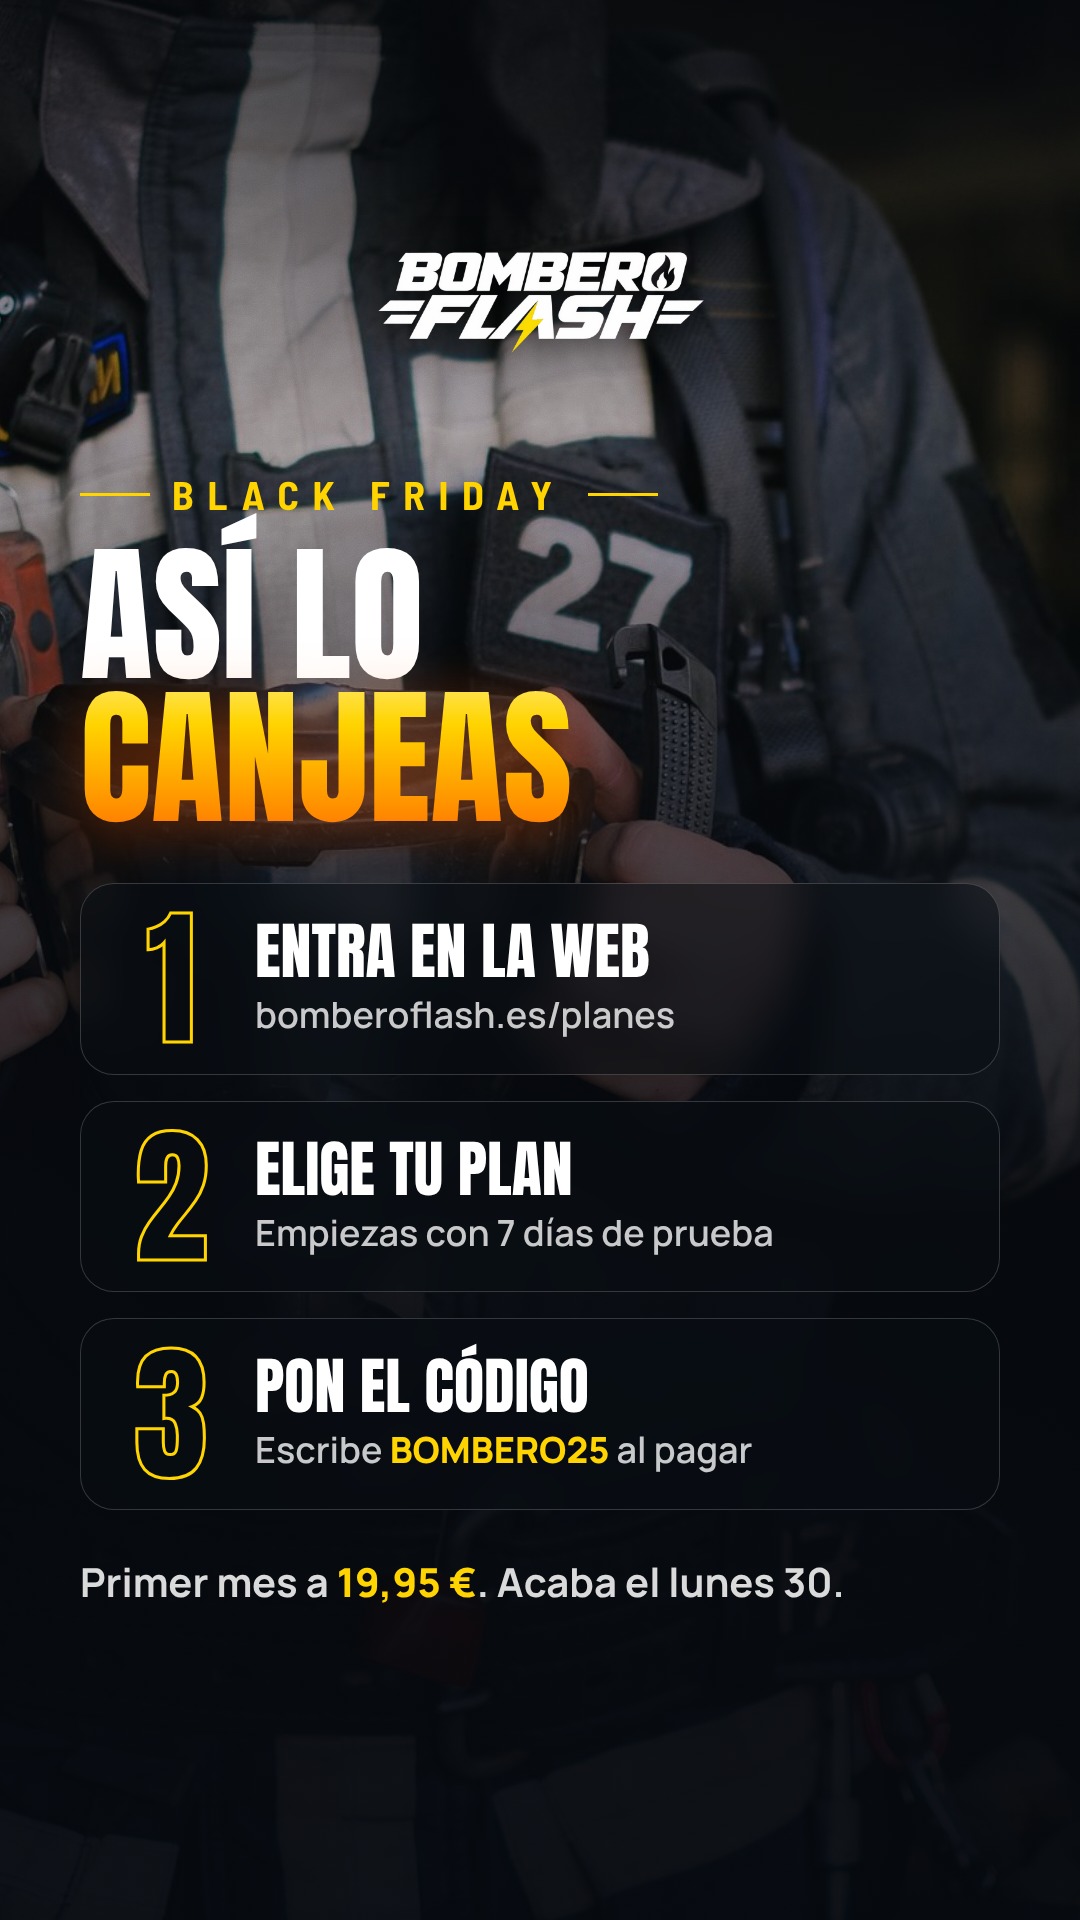 BOMBERO
FLASH
BLACK FRIDAY
27
ASÍ LO
CANJEAS
1
ENTRA EN LA WEB
bomberoflash.es/planes
2
ELIGE TU PLAN
Empiezas con 7 días de prueba
3
PON EL CÓDIGO
Escribe BOMBERO25 al pagar
Primer mes a 19,95 €. Acaba el lunes 30.